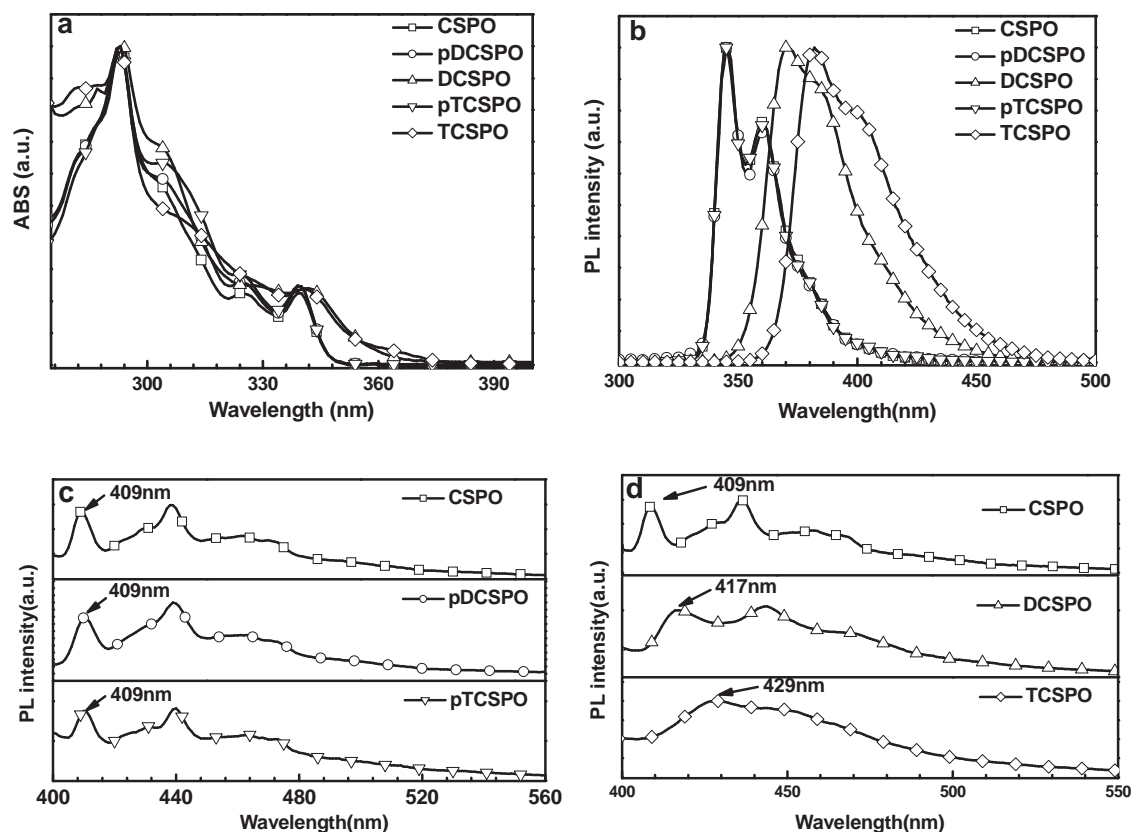 a
CSPO
pDCSPO
DCSPO
pTCSPO
TCSPO
ABS (a.u.)
300 330 360 390
Wavelength (nm)
b
CSPO
pDCSPO
DCSPO
pTCSPO
TCSPO
PL intensity (a.u.)
300 350 400 450 500
Wavelength(nm)
c
409nm
CSPO
409nm
pDCSPO
409nm
pTCSPO
PL intensity(a.u.)
400 440 480 520 560
Wavelength(nm)
d
409nm
CSPO
417nm
DCSPO
429nm
TCSPO
PL intensity(a.u.)
400 450 500 550
Wavelength(nm)